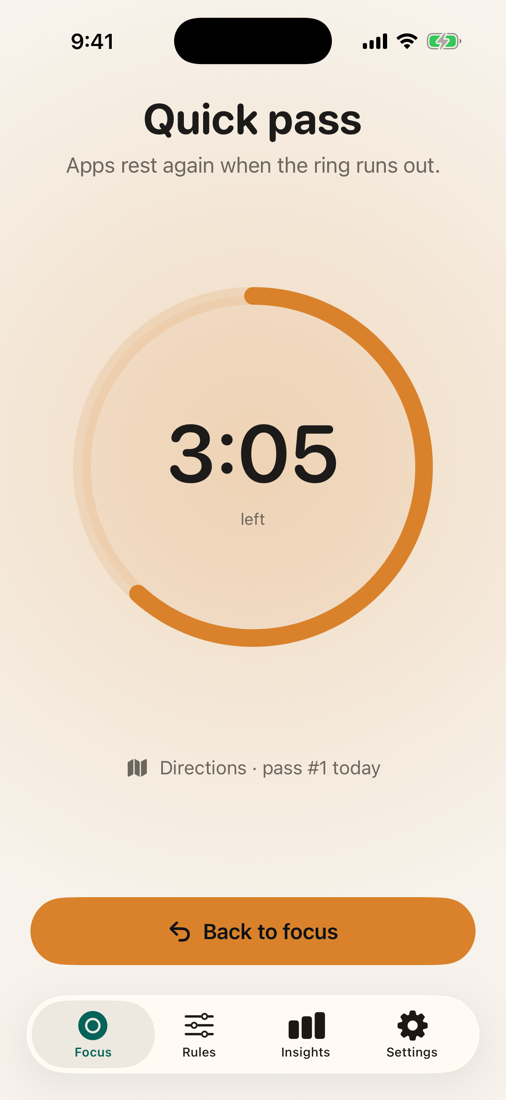 9:41
Quick pass
Apps rest again when the ring runs out.
3:05
left
Directions · pass #1 today
Back to focus
Focus
Rules
Insights
Settings